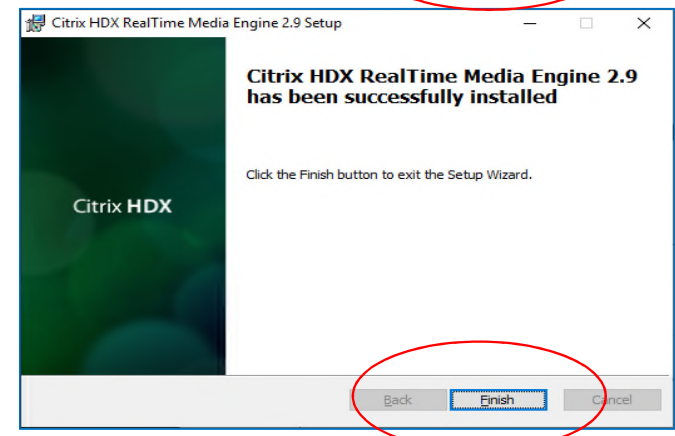 Citrix HDX RealTime Media Engine 2.9 Setup
Citrix HDX RealTime Media Engine 2.9
has been successfully installed
Click the Finish button to exit the Setup Wizard.
Citrix HDX
Back Finish Cancel